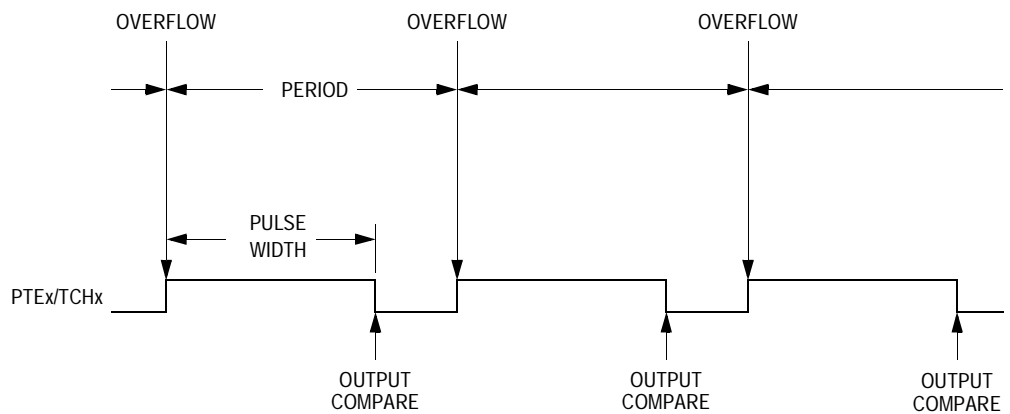 OVERFLOW OVERFLOW OVERFLOW
PERIOD
PULSE
WIDTH
PTEx/TCHx
OUTPUT
COMPARE
OUTPUT
COMPARE
OUTPUT
COMPARE